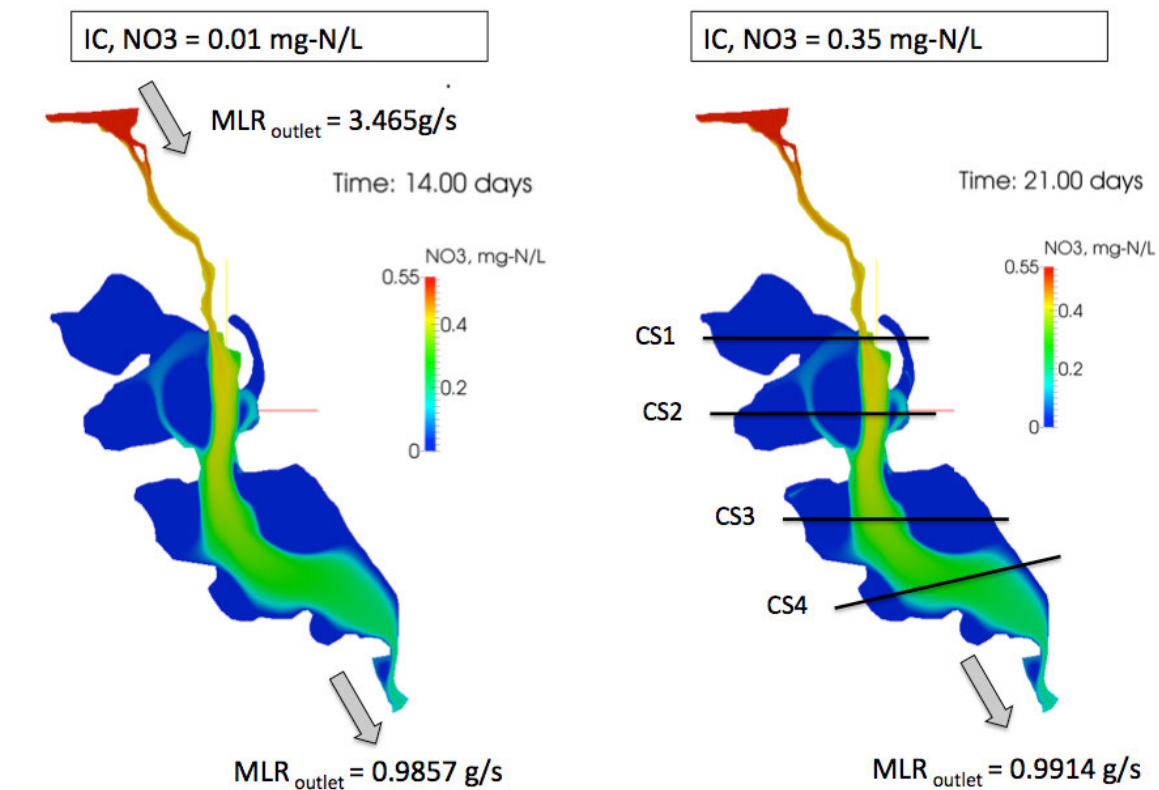 IC, NO3 = 0.01 mg-N/L
MLR outlet = 3.465g/s
Time: 14.00 days
NO3, mg-N/L
0.55
0.4
0.2
0
MLR outlet = 0.9857 g/s
IC, NO3 = 0.35 mg-N/L
Time: 21.00 days
NO3, mg-N/L
0.55
0.4
0.2
0
CS1
CS2
CS3
CS4
MLR outlet = 0.9914 g/s